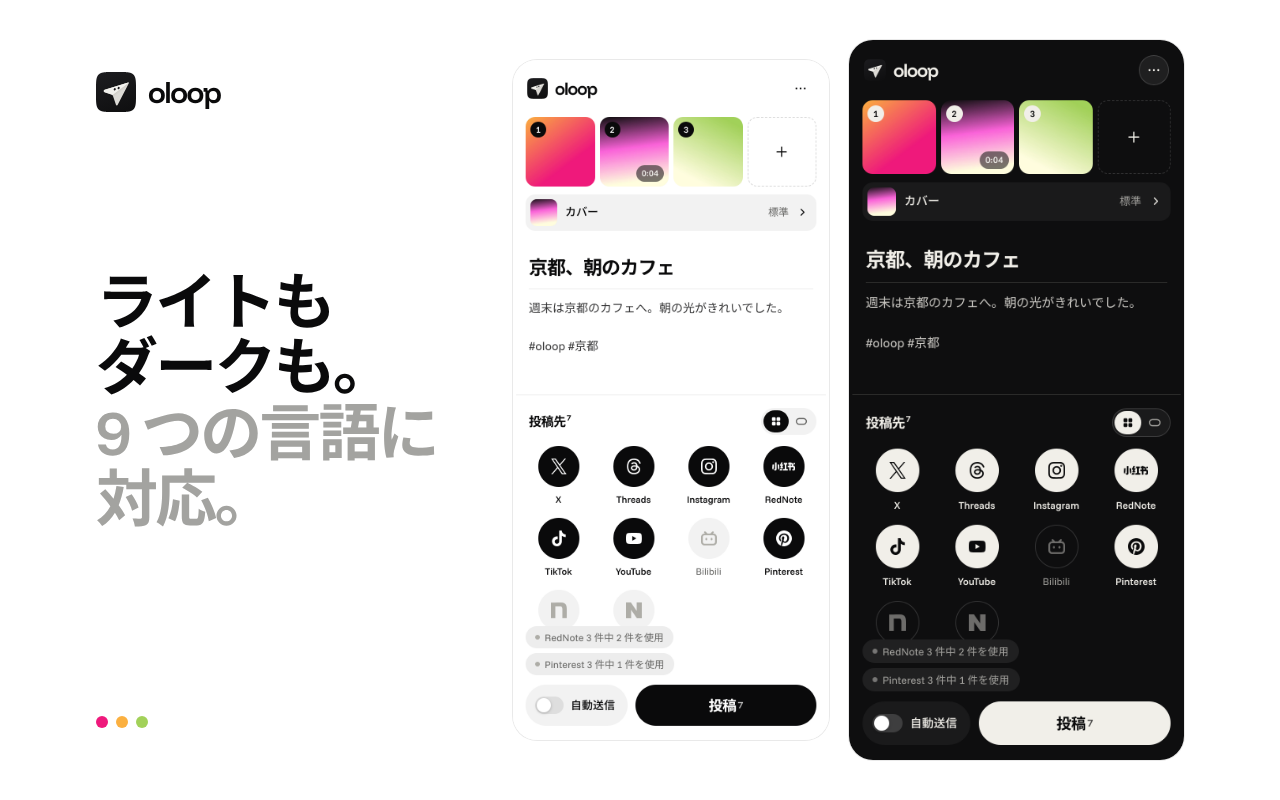 oloop
ライトも
ダークも。
9つの言語に
対応。
oloop
1
2
0:04
3
カバー
標準
京都、朝のカフェ
週末は京都のカフェへ。朝の光がきれいでした。
#oloop #京都
投稿先7
X
Threads
Instagram
小红书
RedNote
TikTok
YouTube
Bilibili
Pinterest
RedNote 3 件中 2 件を使用
Pinterest 3 件中 1 件を使用
自動送信
投稿7
oloop
1
2
0:04
3
カバー
標準
京都、朝のカフェ
週末は京都のカフェへ。朝の光がきれいでした。
#oloop #京都
投稿先7
X
Threads
Instagram
小红书
RedNote
TikTok
YouTube
Bilibili
Pinterest
RedNote 3 件中 2 件を使用
Pinterest 3 件中 1 件を使用
自動送信
投稿7